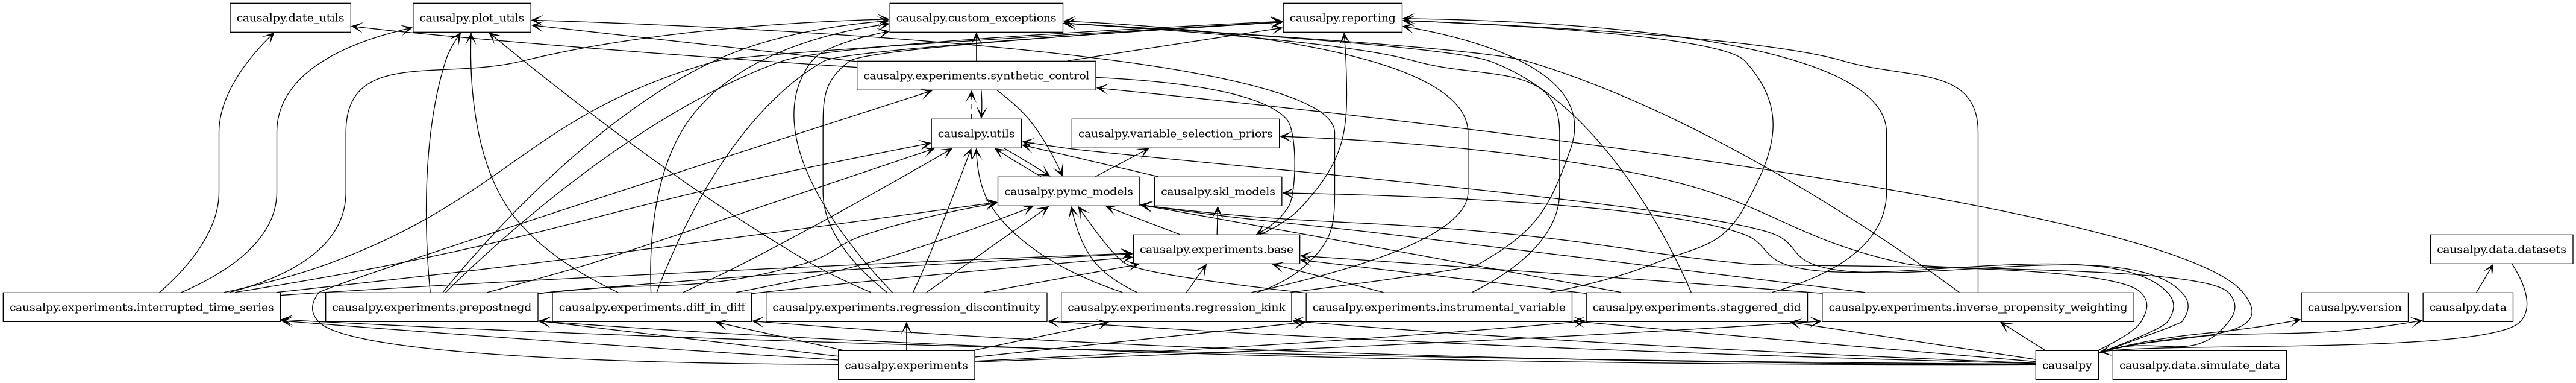 causalpy.date_utils
causalpy.plot_utils
causalpy.custom_exceptions
causalpy.reporting
causalpy.experiments.synthetic_control
causalpy.utils
causalpy.variable_selection_priors
causalpy.pymc_models
causalpy.skl_models
causalpy.experiments.base
causalpy.data.datasets
causalpy.experiments.interrupted_time_series
causalpy.experiments.prepostnegd
causalpy.experiments.diff_in_diff
causalpy.experiments.regression_discontinuity
causalpy.experiments.regression_kink
causalpy.experiments.instrumental_variable
causalpy.experiments.staggered_did
causalpy.experiments.inverse_propensity_weighting
causalpy.version
causalpy.data
causalpy.experiments
causalpy
causalpy.data.simulate_data